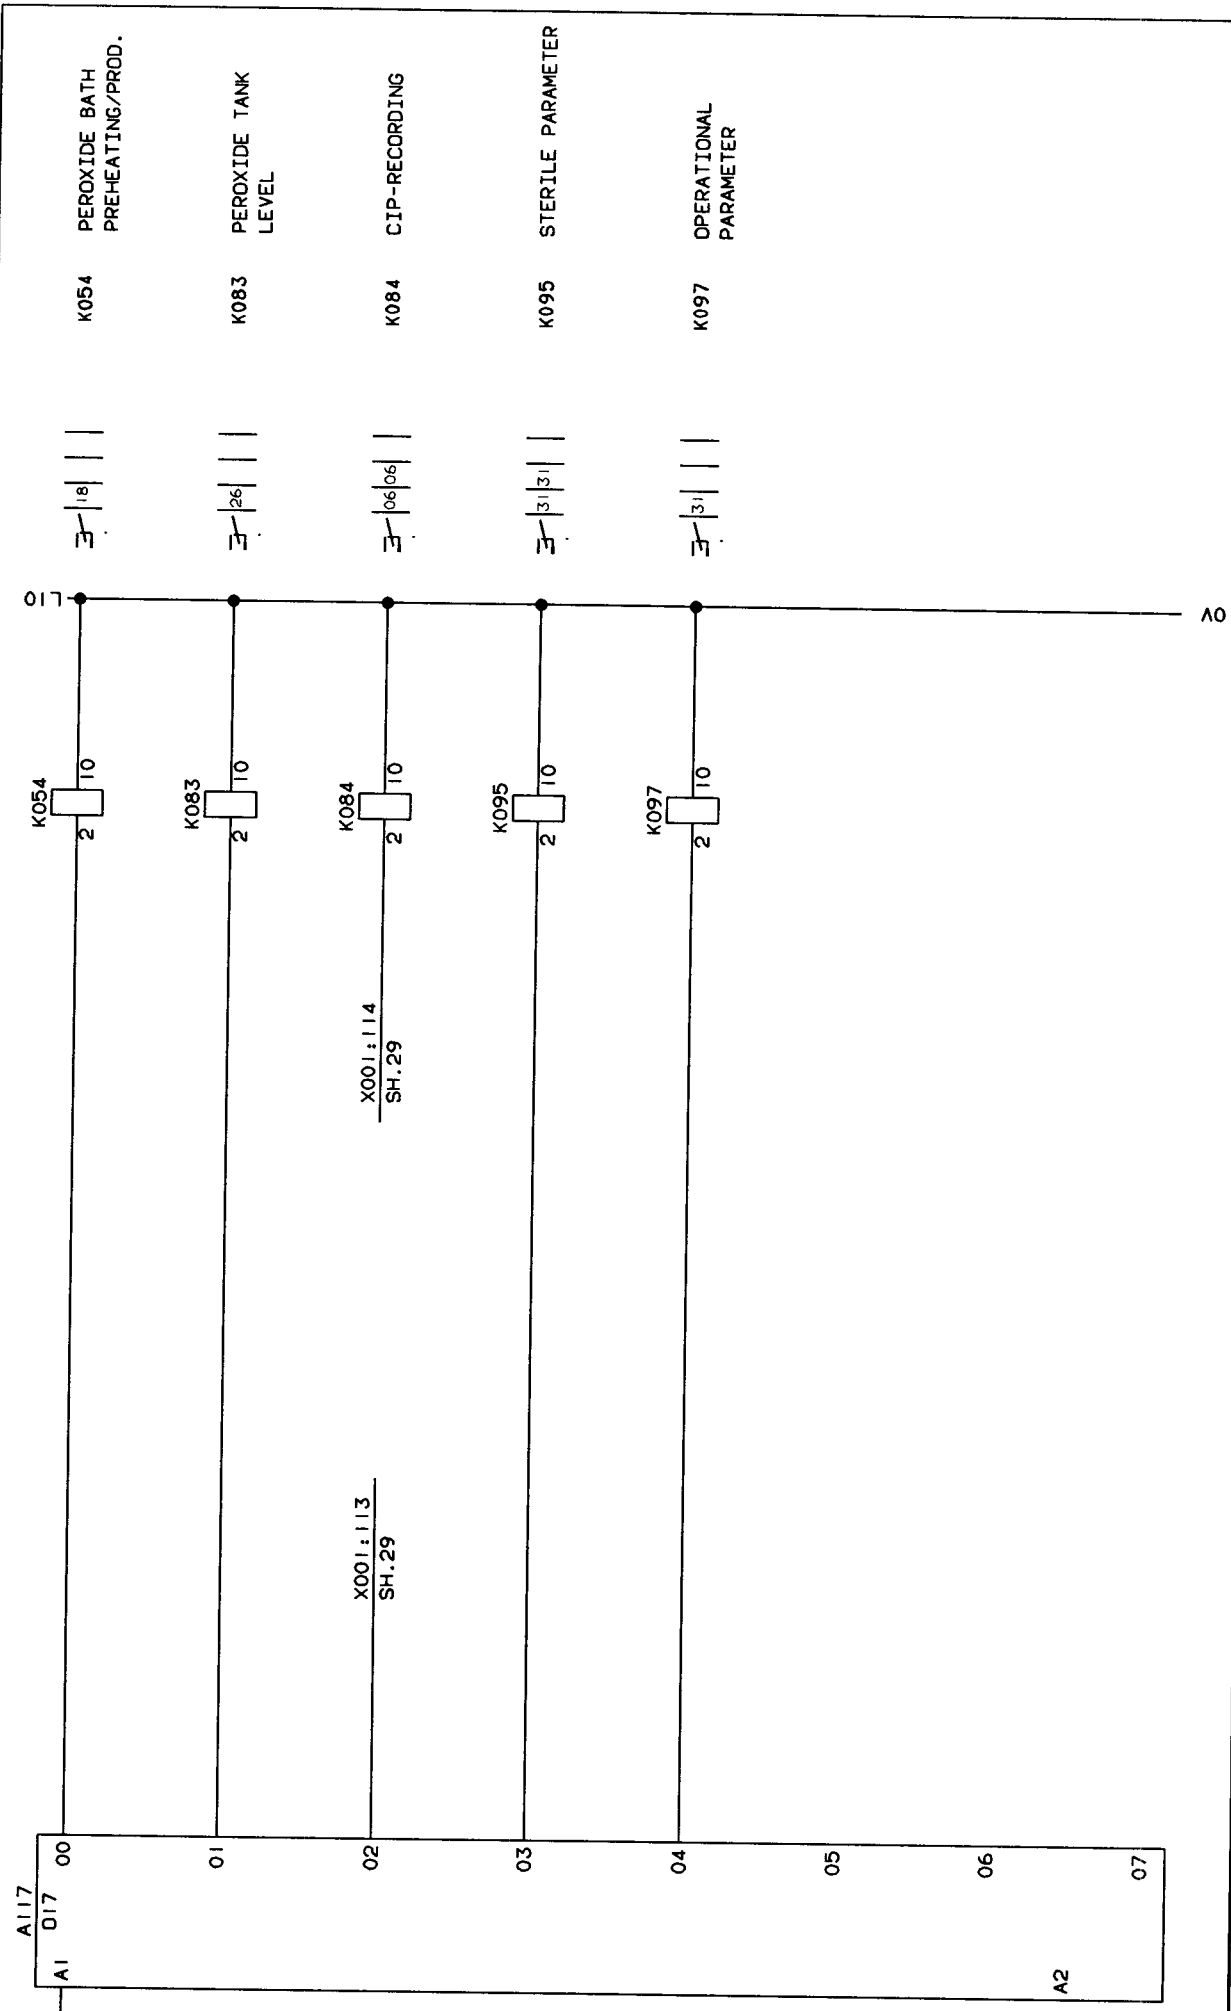 A117
O17
A1
A2
00
01
02
03
04
05
06
07
X001:113
SH.29
X001:114
SH.29
K054
2 10
K083
2 10
K084
2 10
K095
2 10
K097
2 10
0V
18
26
06 06
31 31
31
K054 PEROXIDE BATH
PREHEATING/PROD.
K083 PEROXIDE TANK
LEVEL
K084 CIP-RECORDING
K095 STERILE PARAMETER
K097 OPERATIONAL
PARAMETER